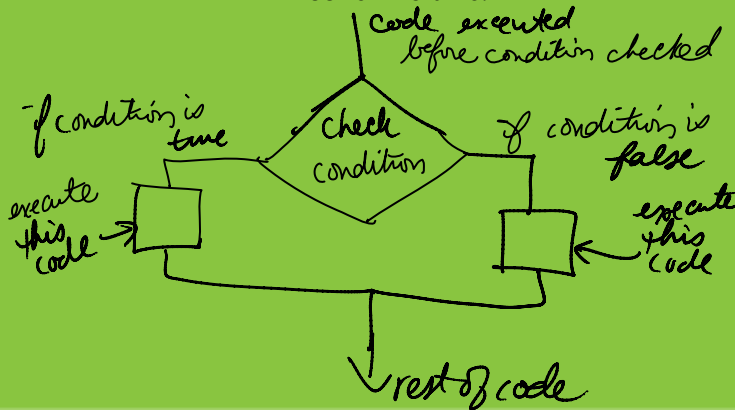 code executed
before condition checked
if condition is
true
check
condition
if condition is
false
execute
this
code
execute
this
code
rest of code